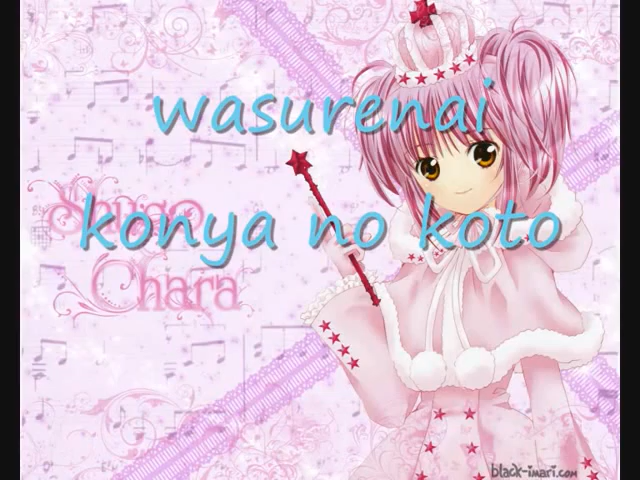 wasurenai
Shugo
konya no koto
Chara
black-imari.com